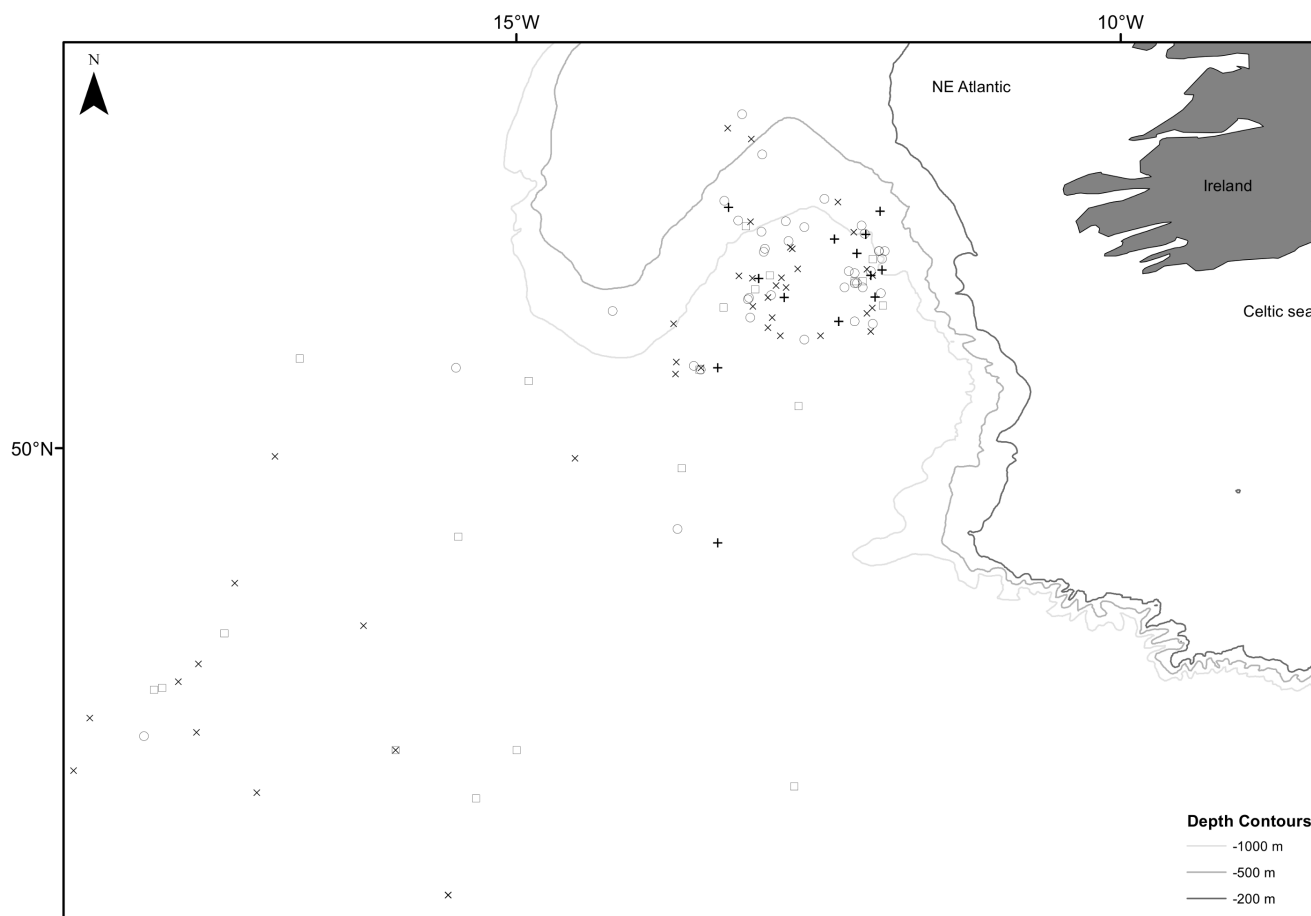 15°W
10°W
N
NE Atlantic
Ireland
Celtic sea
50°N
Depth Contours
-1000 m
-500 m
-200 m